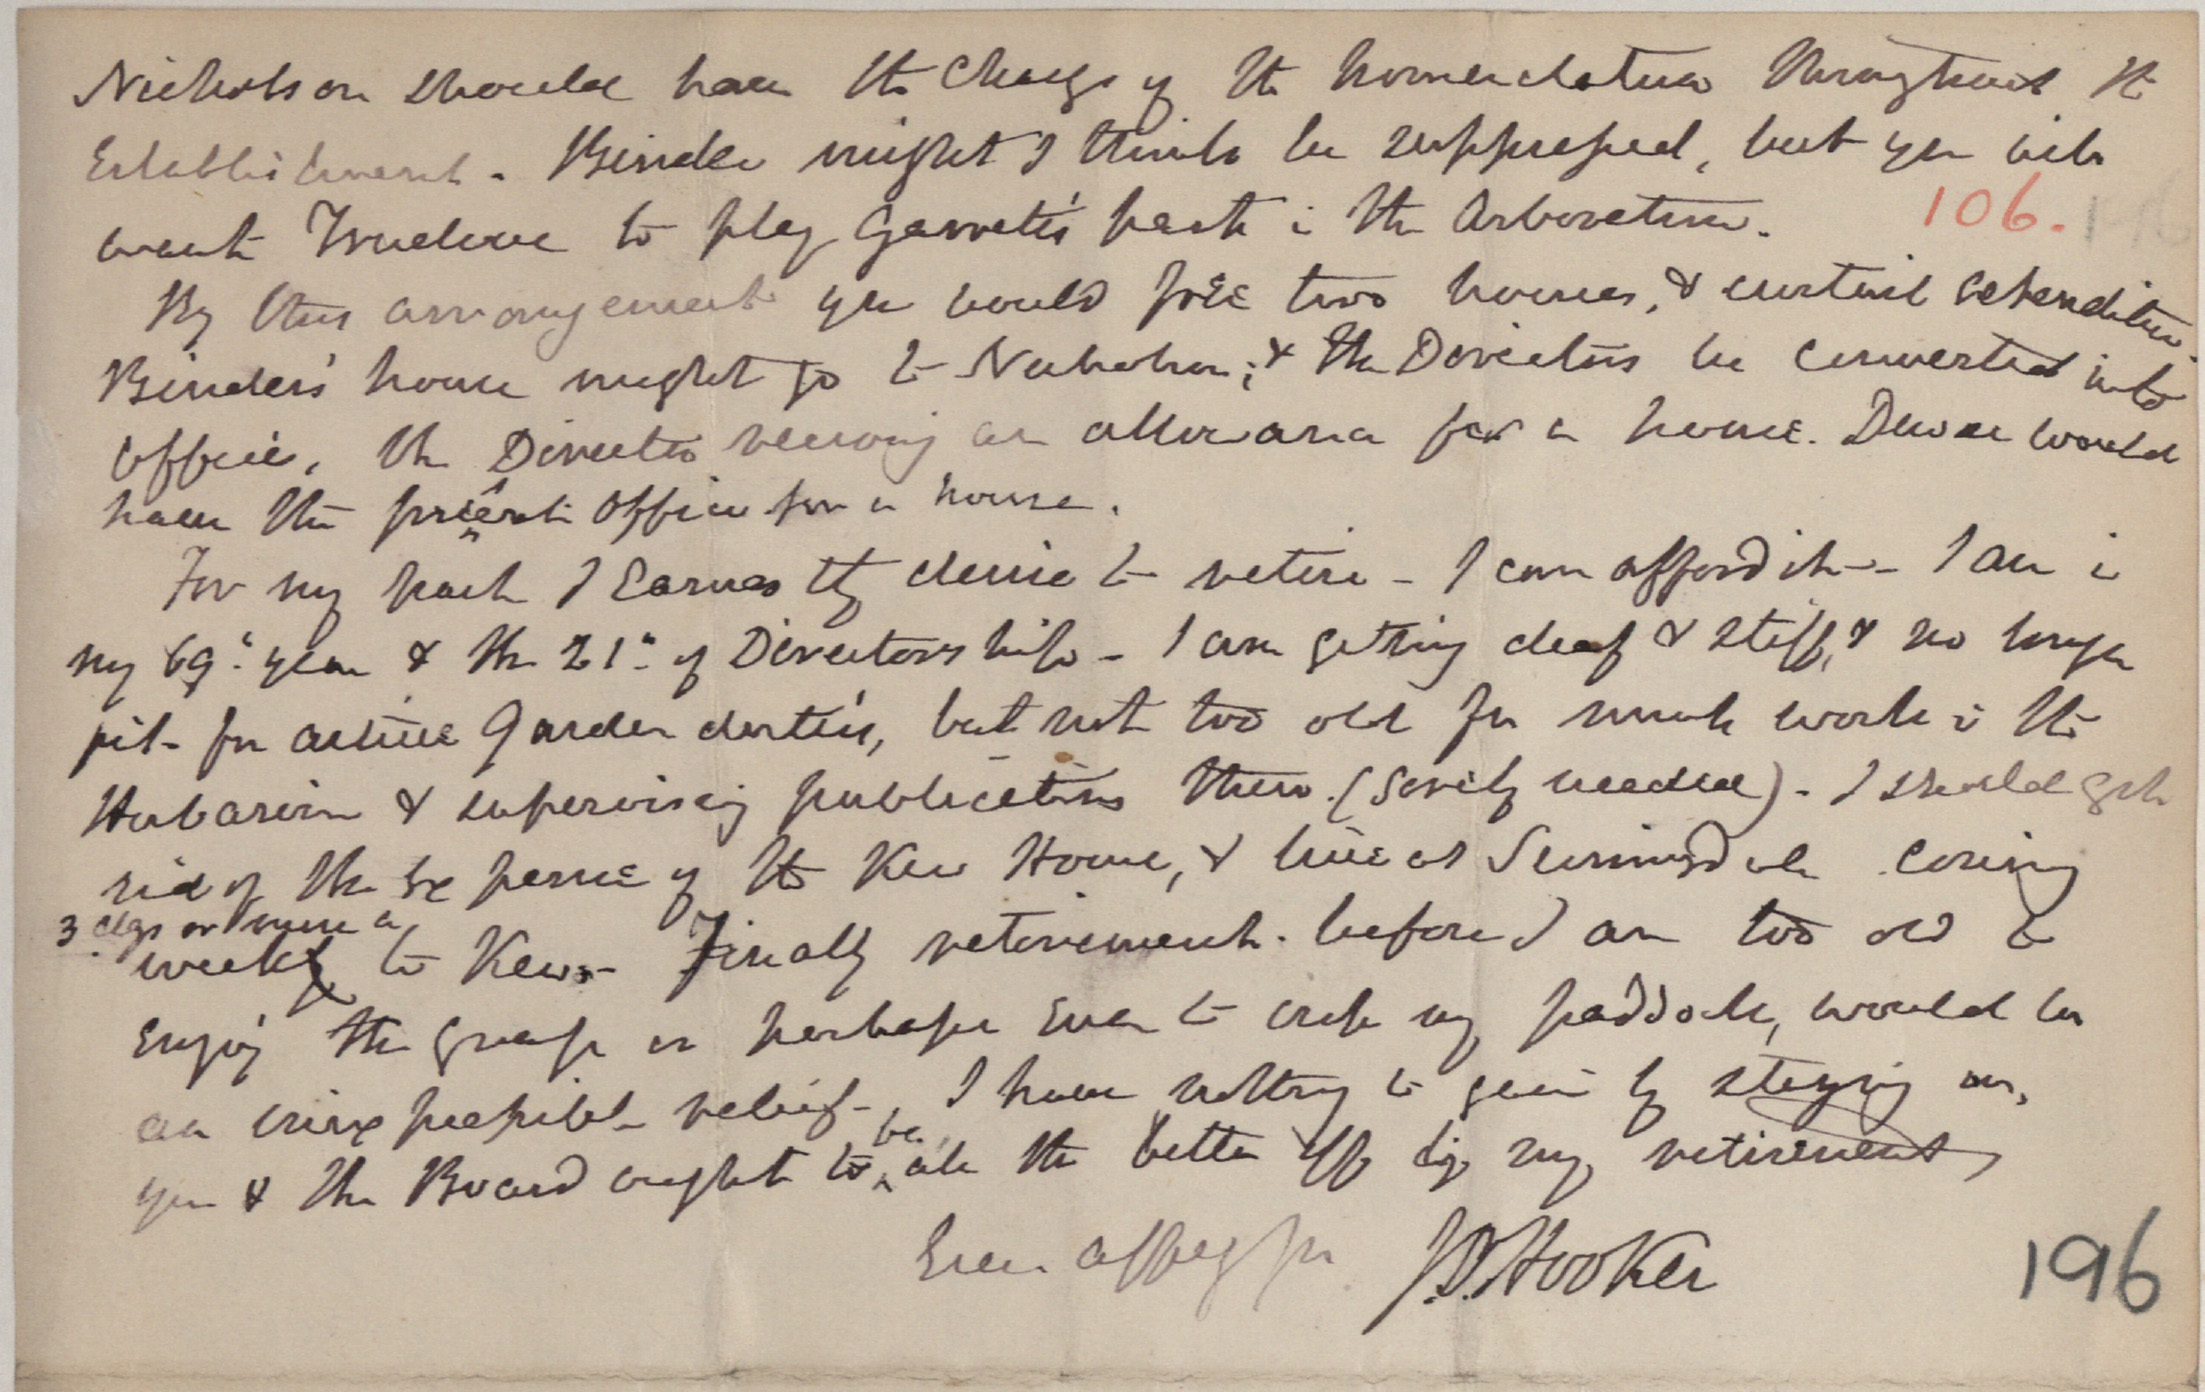 Nicholson should have the charge of the nomenclature throughout the
Establishment. Binder might I think be suppressed, but you will
want Truelove to play Garrett's part in the Arboretum.
106.
By this arrangement you would free two houses, & curtail expenditure.
Binder's house might go to Nicholson; & the Director's be converted into
offices, the Director receiving an allowance for a house. Dewar would
have the present office for a house.
For my part I earnestly desire to retire - I can afford it - I am in
my 69th year & the 21st of Directorship - I am getting deaf & stiff, & no longer
fit for active Garden duties, but not too old for much work in the
Herbarium & supervising publications there (sorely needed). I should get
rid of the expense of the Kew House, & live at Sunningdale coming
3 days or more a
week to Kew. - Finally retirement before I am too old to
enjoy the grass or perhaps even to crop my paddock, would be
an inexpressible relief -, I have nothing to gain by staying on,
you & the Board ought to be all the better off by my retirement,
Ever affecy yr J.D. Hooker
196